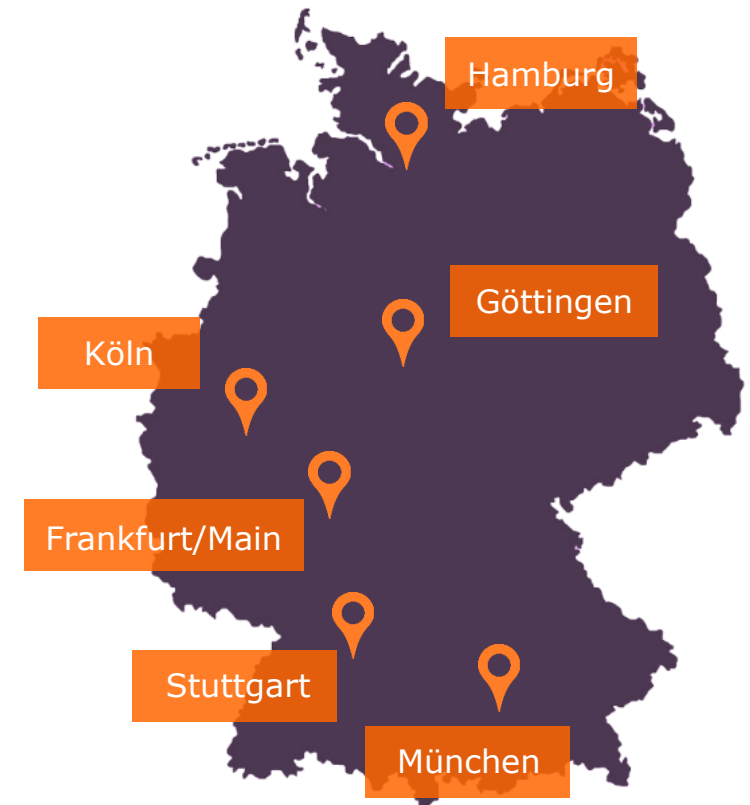 Hamburg
Göttingen
Köln
Frankfurt/Main
Stuttgart
München